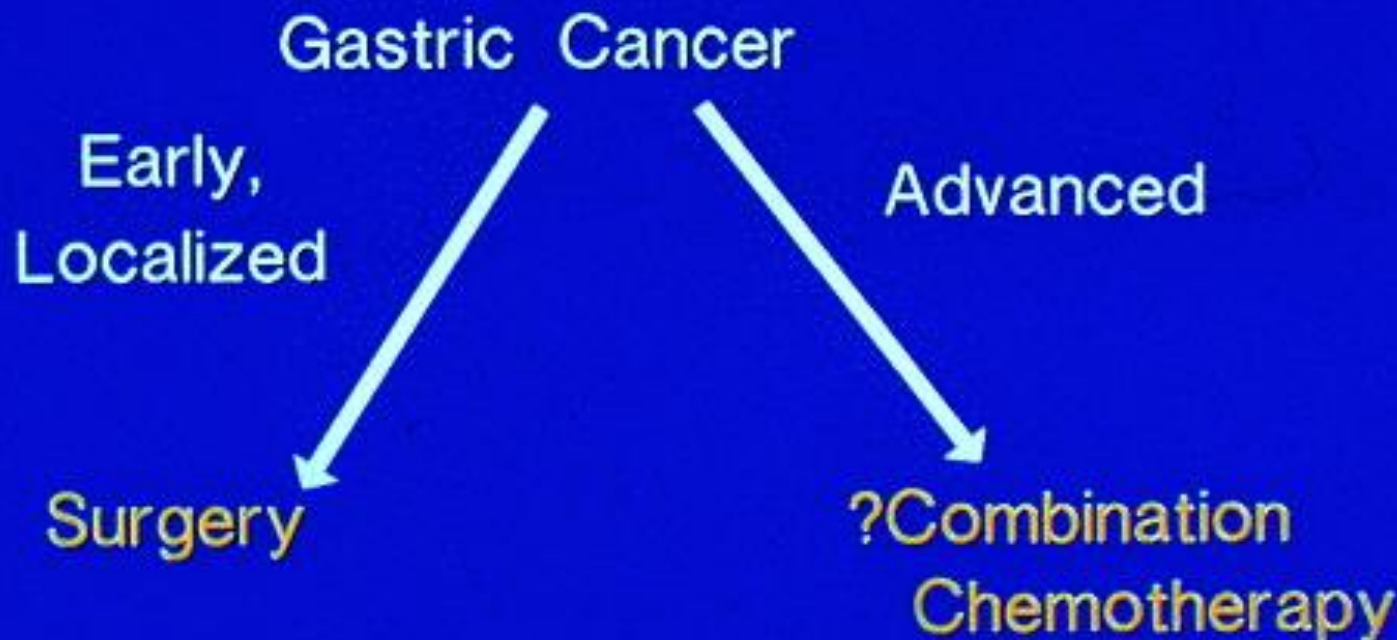 Gastric Cancer
Early,
Localized
Advanced
Surgery
?Combination
Chemotherapy